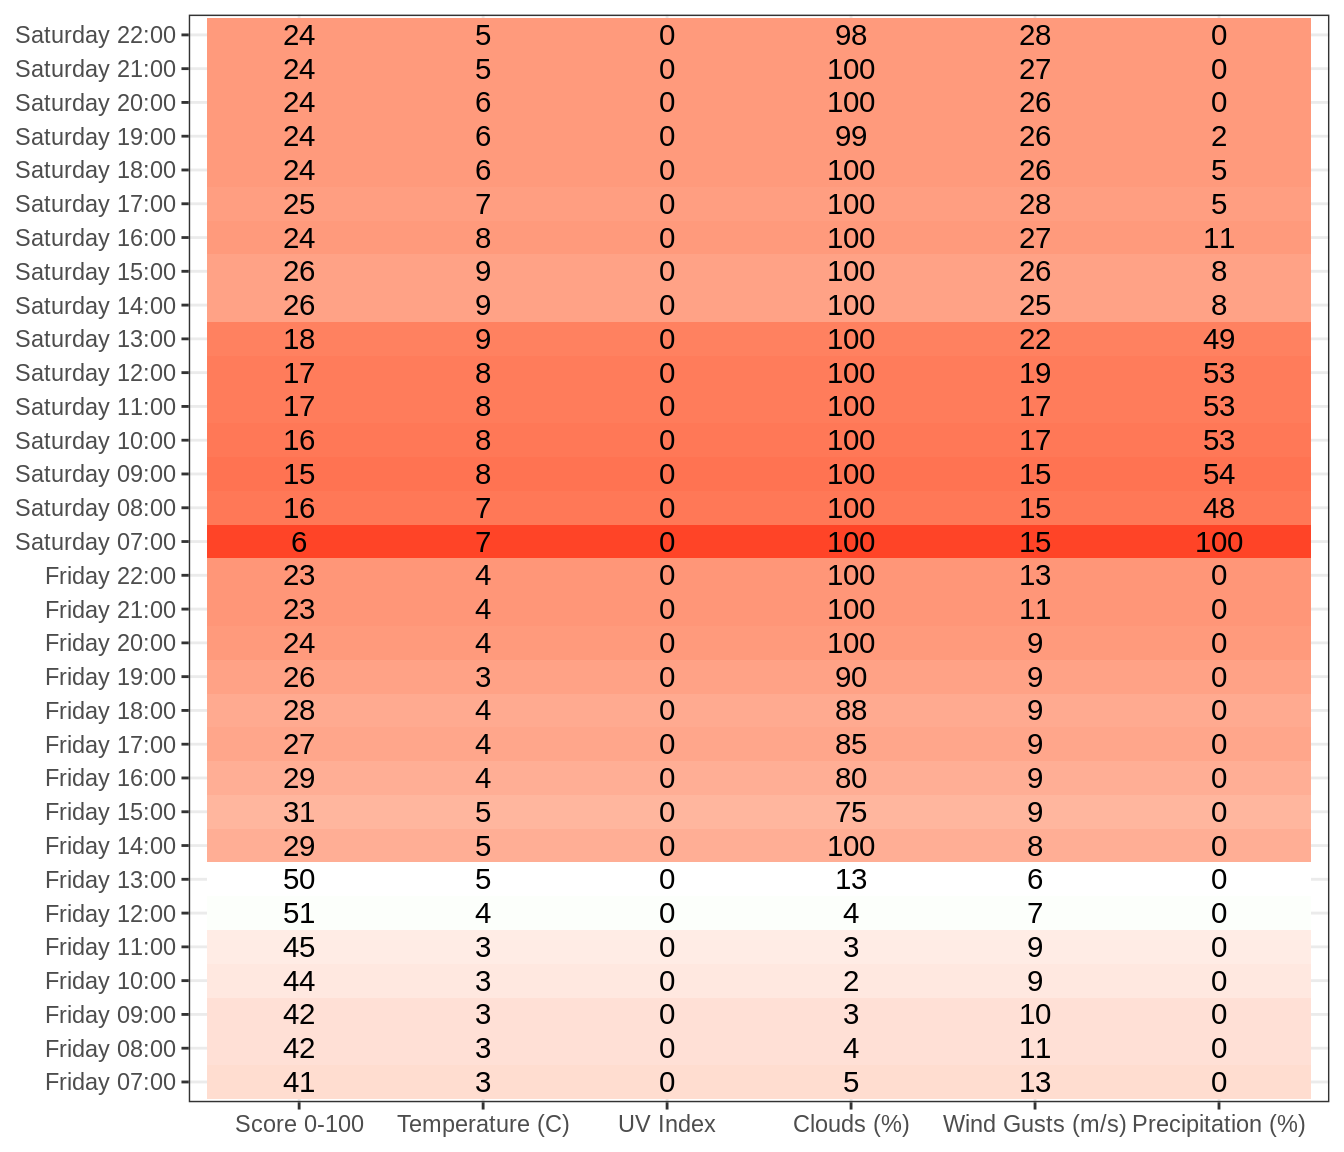 Saturday 22:00 24 5 0 98 28 0
Saturday 21:00 24 5 0 100 27 0
Saturday 20:00 24 6 0 100 26 0
Saturday 19:00 24 6 0 99 26 2
Saturday 18:00 24 6 0 100 26 5
Saturday 17:00 25 7 0 100 28 5
Saturday 16:00 24 8 0 100 27 11
Saturday 15:00 26 9 0 100 26 8
Saturday 14:00 26 9 0 100 25 8
Saturday 13:00 18 9 0 100 22 49
Saturday 12:00 17 8 0 100 19 53
Saturday 11:00 17 8 0 100 17 53
Saturday 10:00 16 8 0 100 17 53
Saturday 09:00 15 8 0 100 15 54
Saturday 08:00 16 7 0 100 15 48
Saturday 07:00 6 7 0 100 15 100
Friday 22:00 23 4 0 100 13 0
Friday 21:00 23 4 0 100 11 0
Friday 20:00 24 4 0 100 9 0
Friday 19:00 26 3 0 90 9 0
Friday 18:00 28 4 0 88 9 0
Friday 17:00 27 4 0 85 9 0
Friday 16:00 29 4 0 80 9 0
Friday 15:00 31 5 0 75 9 0
Friday 14:00 29 5 0 100 8 0
Friday 13:00 50 5 0 13 6 0
Friday 12:00 51 4 0 4 7 0
Friday 11:00 45 3 0 3 9 0
Friday 10:00 44 3 0 2 9 0
Friday 09:00 42 3 0 3 10 0
Friday 08:00 42 3 0 4 11 0
Friday 07:00 41 3 0 5 13 0
Score 0-100 Temperature (C) UV Index Clouds (%) Wind Gusts (m/s) Precipitation (%)